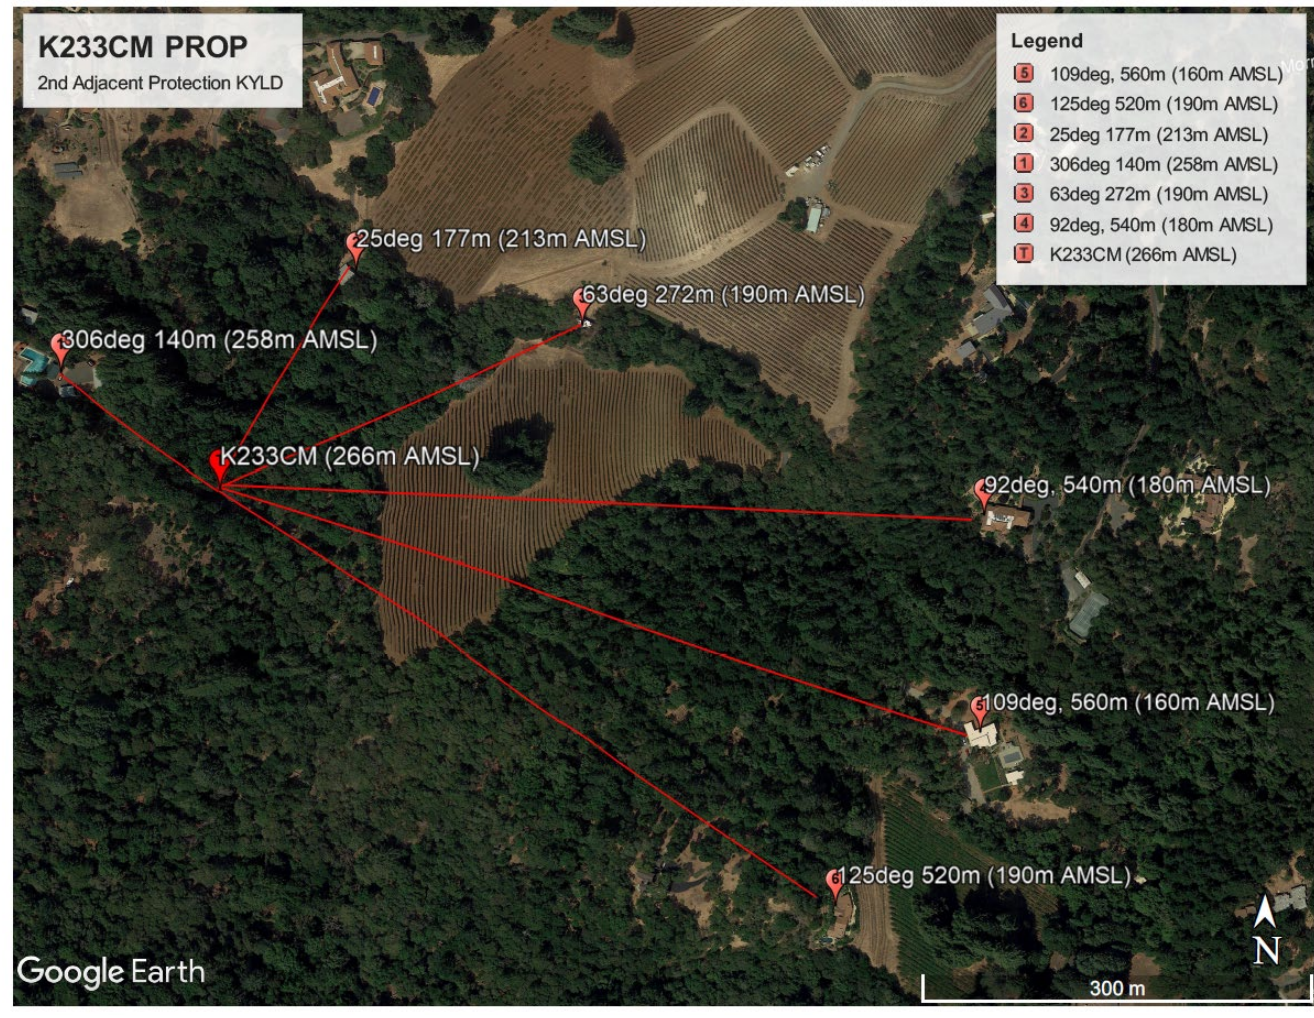 K233CM PROP
2nd Adjacent Protection KYLD
Legend
5 109deg, 560m (160m AMSL)
6 125deg 520m (190m AMSL)
2 25deg 177m (213m AMSL)
1 306deg 140m (258m AMSL)
3 63deg 272m (190m AMSL)
4 92deg, 540m (180m AMSL)
T K233CM (266m AMSL)
25deg 177m (213m AMSL)
63deg 272m (190m AMSL)
306deg 140m (258m AMSL)
K233CM (266m AMSL)
92deg, 540m (180m AMSL)
5 109deg, 560m (160m AMSL)
6 125deg 520m (190m AMSL)
Google Earth
N
300 m